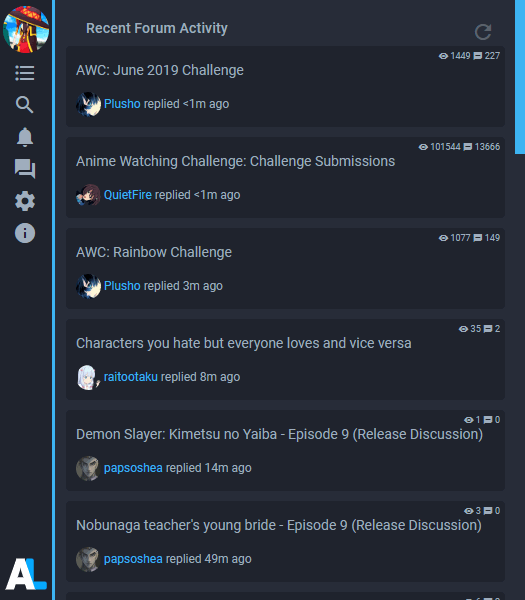 Recent Forum Activity
1449 227
AWC: June 2019 Challenge
Plusho replied <1m ago
101544 13666
Anime Watching Challenge: Challenge Submissions
QuietFire replied <1m ago
1077 149
AWC: Rainbow Challenge
Plusho replied 3m ago
35 2
Characters you hate but everyone loves and vice versa
raitootaku replied 8m ago
1 0
Demon Slayer: Kimetsu no Yaiba - Episode 9 (Release Discussion)
papsoshea replied 14m ago
3 0
Nobunaga teacher's young bride - Episode 9 (Release Discussion)
papsoshea replied 49m ago
AL